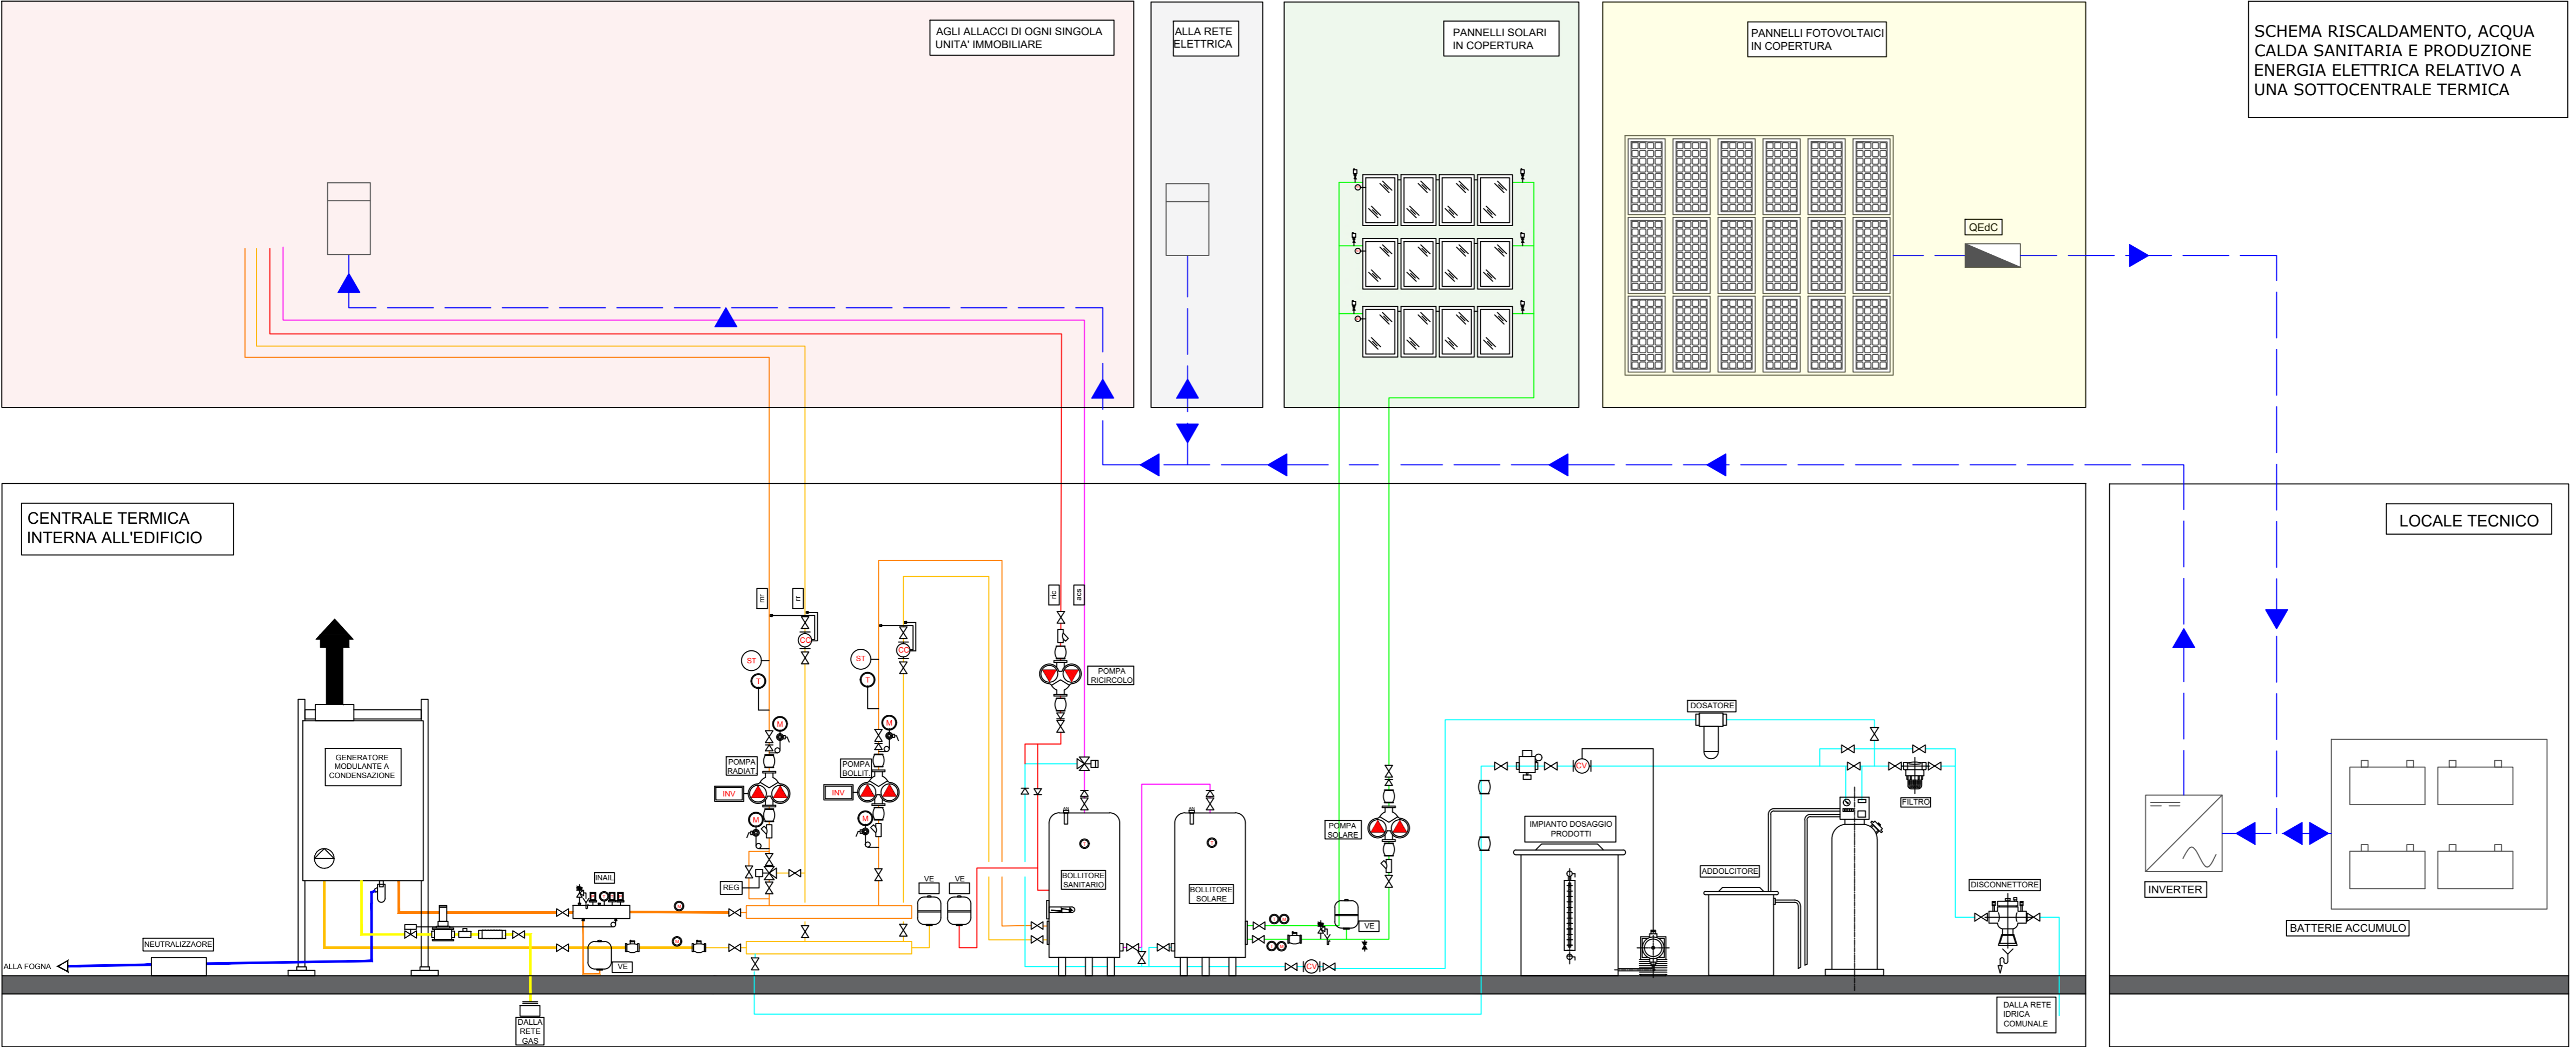 AGLI ALLACCI DI OGNI SINGOLA
UNITA' IMMOBILIARE
ALLA RETE
ELETTRICA
PANNELLI SOLARI
IN COPERTURA
PANNELLI FOTOVOLTAICI
IN COPERTURA
SCHEMA RISCALDAMENTO, ACQUA
CALDA SANITARIA E PRODUZIONE
ENERGIA ELETTRICA RELATIVO A
UNA SOTTOCENTRALE TERMICA
QEdC
CENTRALE TERMICA
INTERNA ALL'EDIFICIO
LOCALE TECNICO
mr
rr
ric
acs
CO
CO
ST
ST
T
T
POMPA
RICIRCOLO
M
M
DOSATORE
GENERATORE
MODULANTE A
CONDENSAZIONE
POMPA
RADIAT.
POMPA
BOLLIT.
INV
INV
CV
FILTRO
M
M
POMPA
SOLARE
IMPIANTO DOSAGGIO
PRODOTTI
INVERTER
BATTERIE ACCUMULO
REG
INAIL
VE
VE
BOLLITORE
SANITARIO
BOLLITORE
SOLARE
ADDOLCITORE
DISCONNETTORE
VE
NEUTRALIZZAORE
ALLA FOGNA
VE
CV
DALLA
RETE
GAS
DALLA RETE
IDRICA
COMUNALE